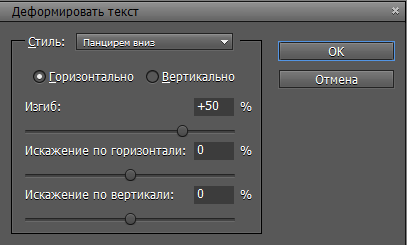 Деформировать текст
Стиль: Панцирем вниз
OK
Горизонтально Вертикально
Отмена
Изгиб: +50 %
Искажение по горизонтали: 0 %
Искажение по вертикали: 0 %